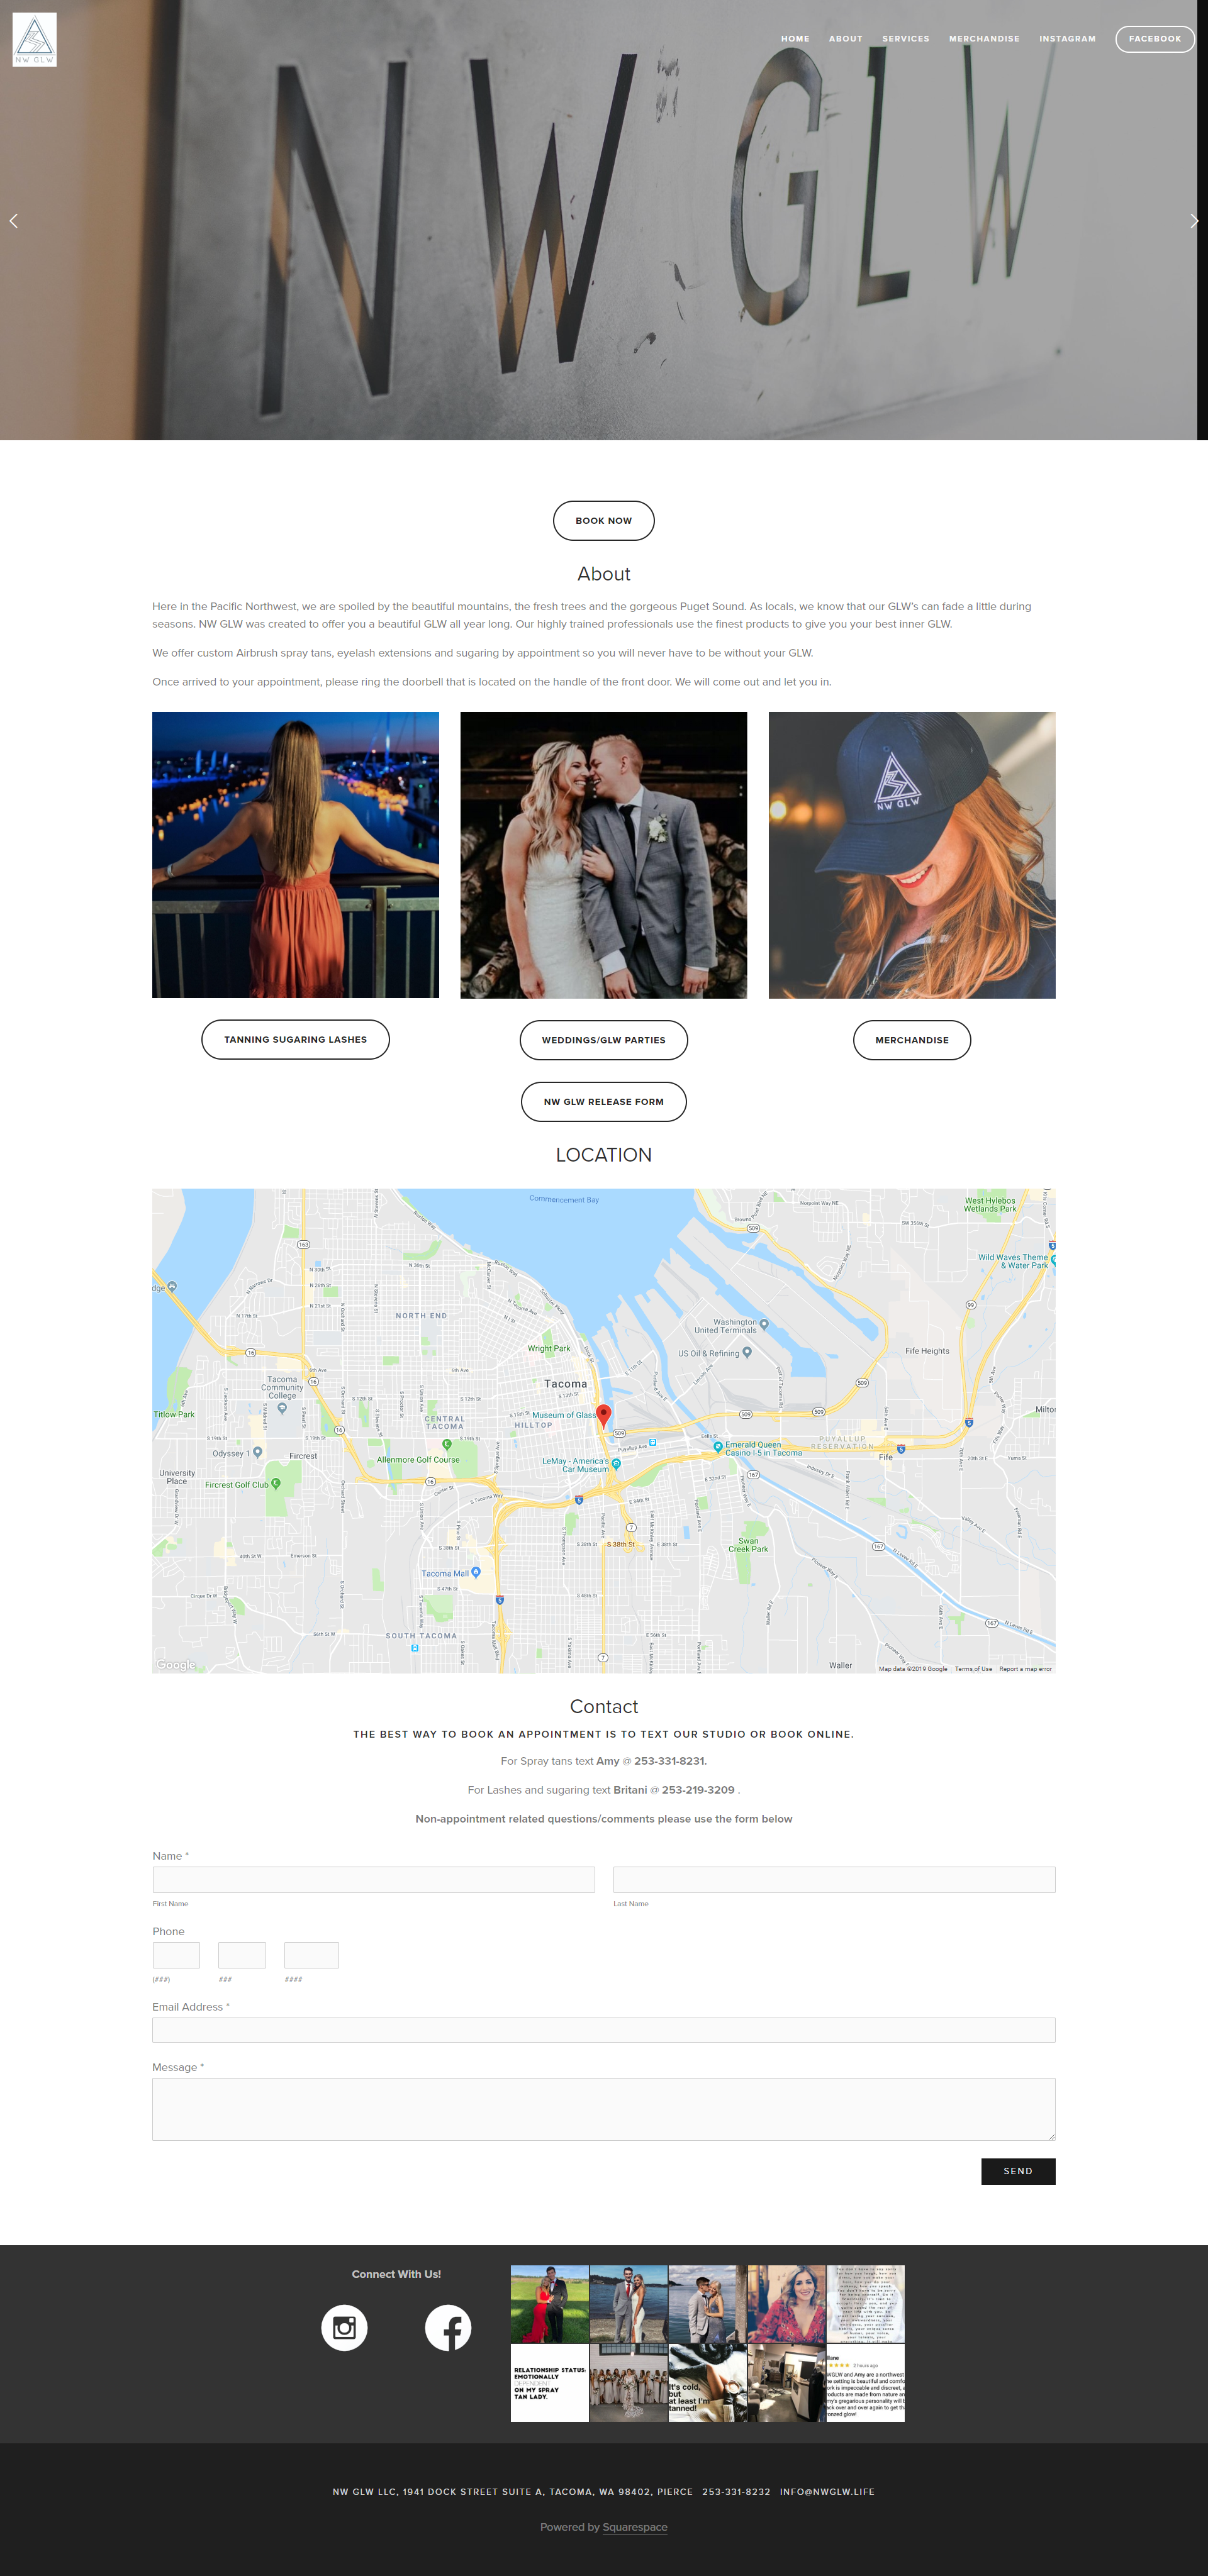 NW GLW
HOME ABOUT SERVICES MERCHANDISE INSTAGRAM FACEBOOK
NW GLW
BOOK NOW
About
Here in the Pacific Northwest, we are spoiled by the beautiful mountains, the fresh trees and the gorgeous Puget Sound. As locals, we know that our GLW's can fade a little during
seasons. NW GLW was created to offer you a beautiful GLW all year long. Our highly trained professionals use the finest products to give you your best inner GLW.
We offer custom Airbrush spray tans, eyelash extensions and sugaring by appointment so you will never have to be without your GLW.
Once arrived to your appointment, please ring the doorbell that is located on the handle of the front door. We will come out and let you in.
NW GLW
TANNING SUGARING LASHES
WEDDINGS/GLW PARTIES
MERCHANDISE
NW GLW RELEASE FORM
LOCATION
Commencement Bay
West Hylebos
Wetlands Park
Wild Waves Theme
& Water Park
NORTH END
Washington
United Terminals
US Oil & Refining
Fife Heights
Wright Park
Tacoma
Tacoma
Community
College
Titlow Park
Museum of Glass
HILLTOP
CENTRAL
TACOMA
PUYALLUP
RESERVATION
Milto
Odyssey 1
Fircrest
Allenmore Golf Course
LeMay - America's
Car Museum
Emerald Queen
Casino I-5 in Tacoma
Fife
University
Place
Fircrest Golf Club
S 38th St
Swan
Creek Park
Tacoma Mall
SOUTH TACOMA
Waller
Google
Map data ©2019 Google Terms of Use Report a map error
Contact
THE BEST WAY TO BOOK AN APPOINTMENT IS TO TEXT OUR STUDIO OR BOOK ONLINE.
For Spray tans text Amy @ 253-331-8231.
For Lashes and sugaring text Britani @ 253-219-3209 .
Non-appointment related questions/comments please use the form below
Name *
First Name
Last Name
Phone
(###)
###
####
Email Address *
Message *
SEND
Connect With Us!
RELATIONSHIP STATUS:
EMOTIONALLY
DEPENDENT
ON MY SPRAY
TAN LADY.
It's cold,
but
at least I'm
tanned!
2 hours ago
WGLW and Amy are a northwest
NW GLW LLC, 1941 DOCK STREET SUITE A, TACOMA, WA 98402, PIERCE 253-331-8232 INFO@NWGLW.LIFE
Powered by Squarespace